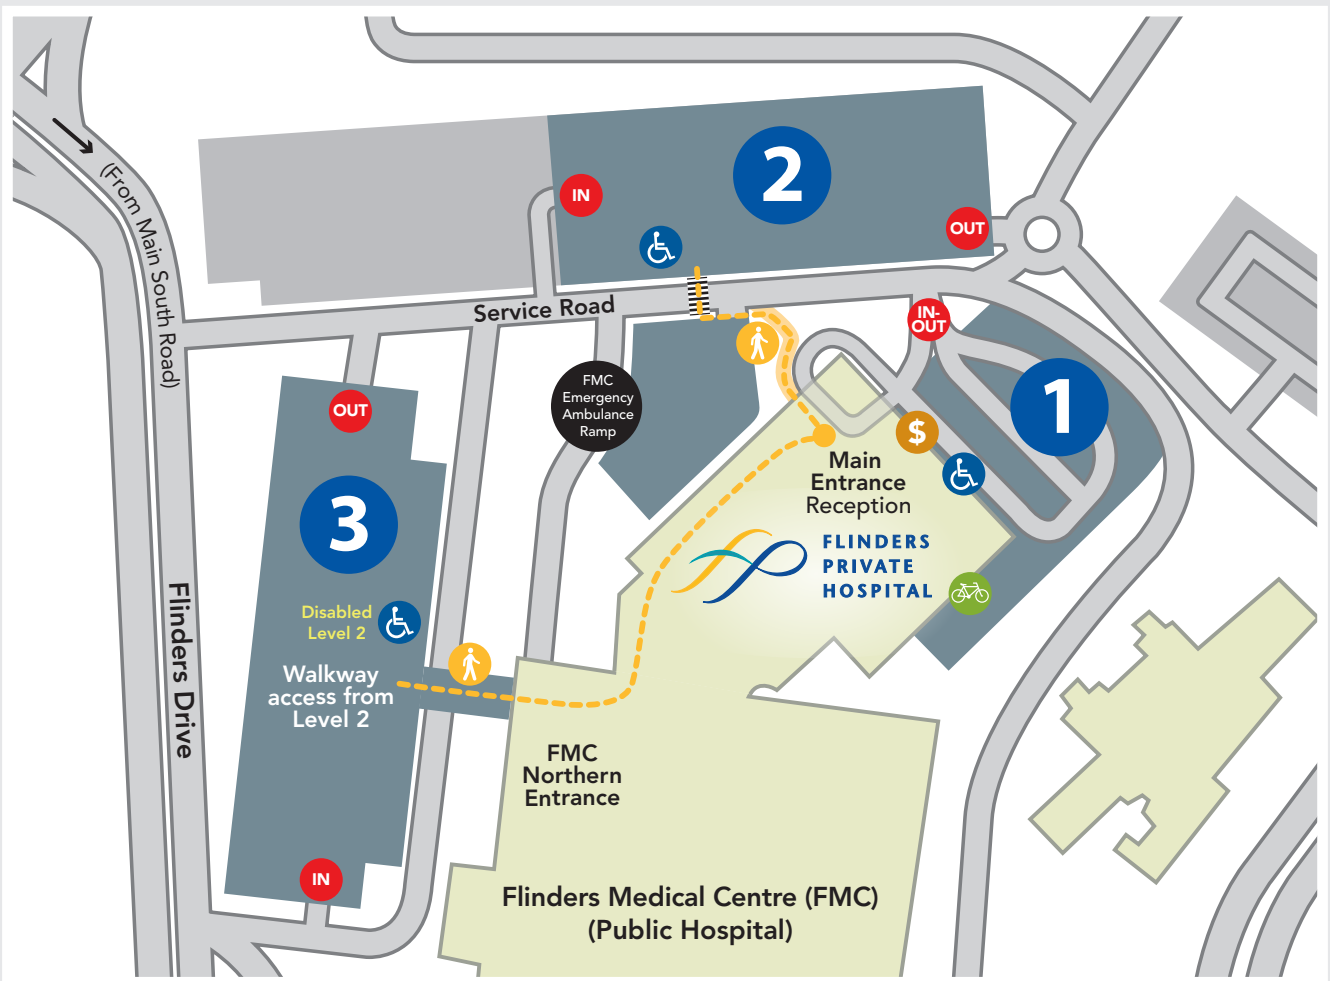 (From Main South Road)
2
IN
OUT
Service Road
IN-
OUT
1
FMC
Emergency
Ambulance
Ramp
OUT
$
Main
Entrance
Reception
3
FLINDERS
PRIVATE
HOSPITAL
Disabled
Level 2
Walkway
access from
Level 2
Flinders Drive
FMC
Northern
Entrance
IN
Flinders Medical Centre (FMC)
(Public Hospital)